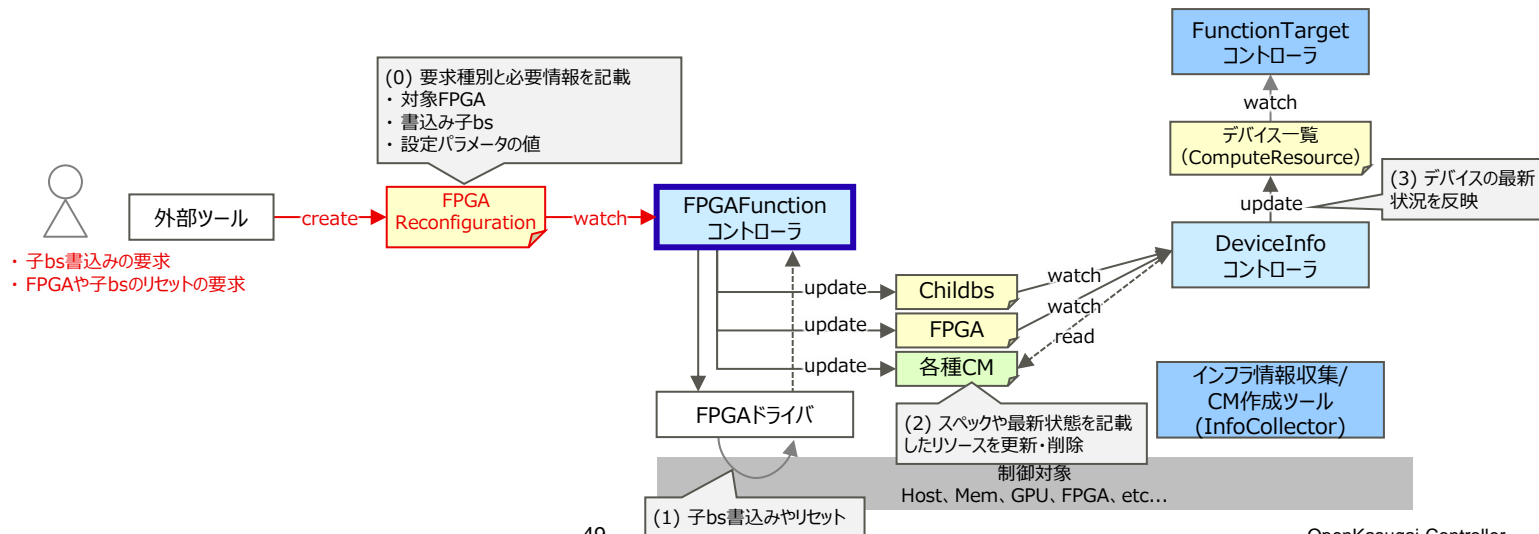 FunctionTarget
コントローラ
watch
デバイス一覧
(ComputeResource)
(3) デバイスの最新
状況を反映
update
DeviceInfo
コントローラ
(0) 要求種別と必要情報を記載
・ 対象FPGA
・ 書込み子bs
・ 設定パラメータの値
外部ツール
create
FPGA
Reconfiguration
watch
FPGAFunction
コントローラ
・ 子bs書込みの要求
・ FPGAや子bsのリセットの要求
update
Childbs
watch
update
FPGA
watch
update
各種CM
read
FPGAドライバ
(2) スペックや最新状態を記載
したリソースを更新・削除
インフラ情報収集/
CM作成ツール
(InfoCollector)
制御対象
Host、Mem、GPU、FPGA、etc...
(1) 子bs書込みやリセット
49
OpenKasugai Controller